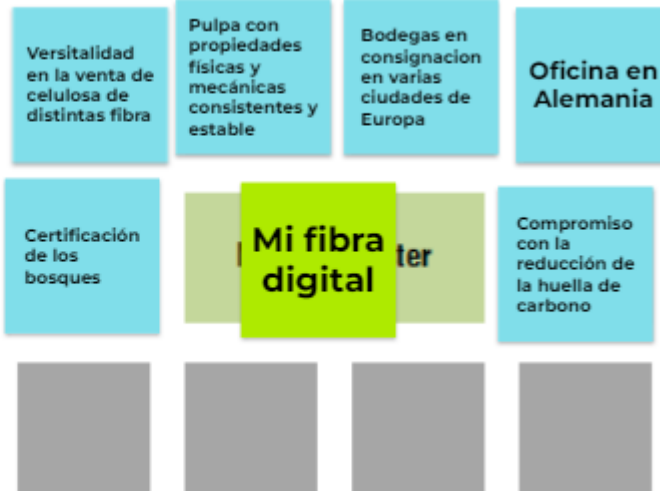 Versitalidad
en la venta de
celulosa de
distintas fibra
Pulpa con
propiedades
físicas y
mecánicas
consistentes y
estable
Bodegas en
consignacion
en varias
ciudades de
Europa
Oficina en
Alemania
Certificación
de los
bosques
Mi fibra
digital
ter
Compromiso
con la
reducción de
la huella de
carbono